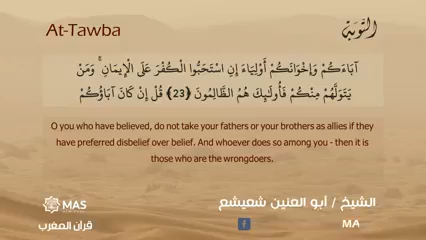 At-Tawba
التوبة
آبَاءَكُمْ وَإِخْوَانَكُمْ أَوْلِيَاءَ إِنِ اسْتَحَبُّوا الْكُفْرَ عَلَى الْإِيمَانِ ۚ وَمَنْ
يَتَوَلَّهُمْ مِنْكُمْ فَأُولَٰئِكَ هُمُ الظَّالِمُونَ ﴿23﴾ قُلْ إِنْ كَانَ آبَاؤُكُمْ
O you who have believed, do not take your fathers or your brothers as allies if they
have preferred disbelief over belief. And whoever does so among you - then it is
those who are the wrongdoers.
MAS
الشيخ / أبو العنين شعيشع
قرآن المغرب
f
MA